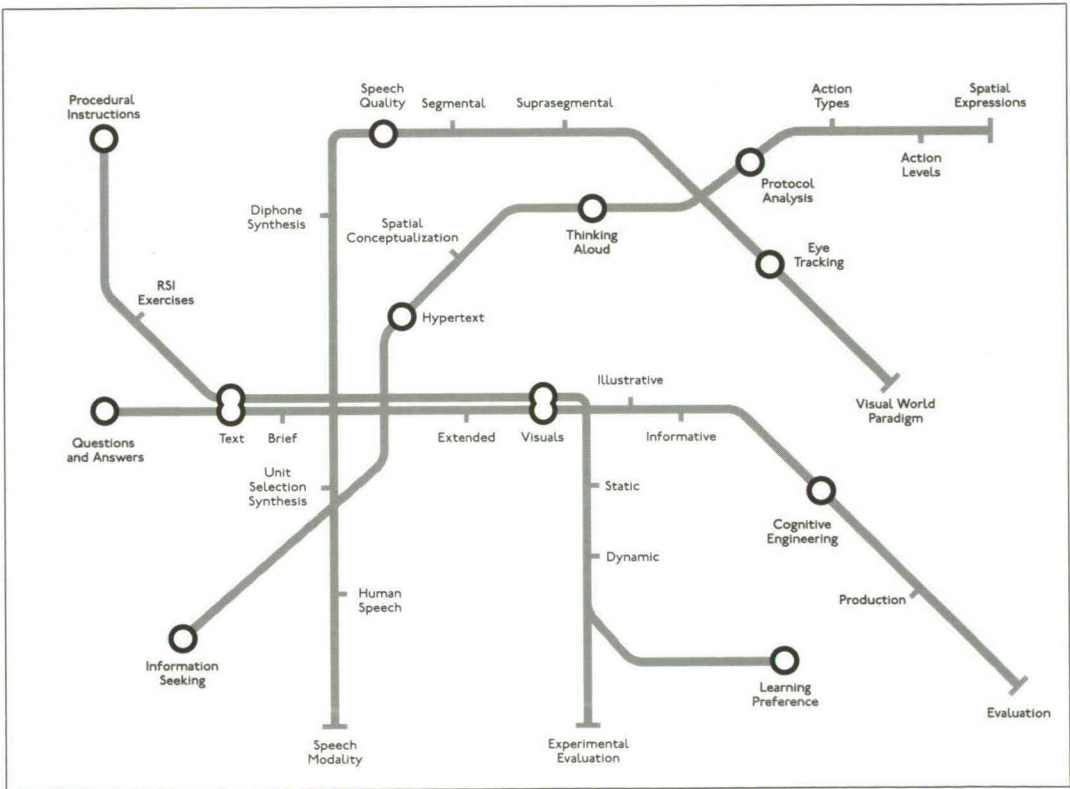 Procedural
Instructions
Speech
Quality
Segmental
Suprasegmental
Action
Types
Spatial
Expressions
Action
Levels
Protocol
Analysis
Diphone
Synthesis
Spatial
Conceptualization
Thinking
Aloud
Eye
Tracking
RSI
Exercises
Hypertext
Illustrative
Visual World
Paradigm
Questions
and Answers
Text
Brief
Extended
Visuals
Informative
Unit
Selection
Synthesis
Static
Cognitive
Engineering
Dynamic
Human
Speech
Production
Information
Seeking
Learning
Preference
Evaluation
Speech
Modality
Experimental
Evaluation